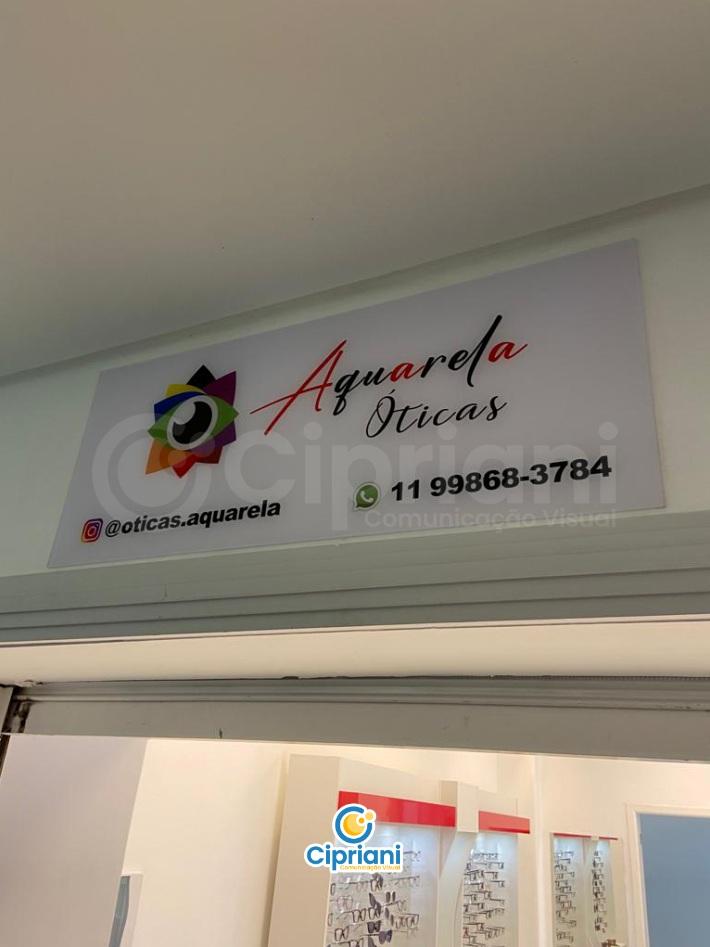 Aquarela
Óticas
@oticas.aquarela
11 99868-3784
Cipriani
Comunicação Visual
Cipriani
Comunicação Visual